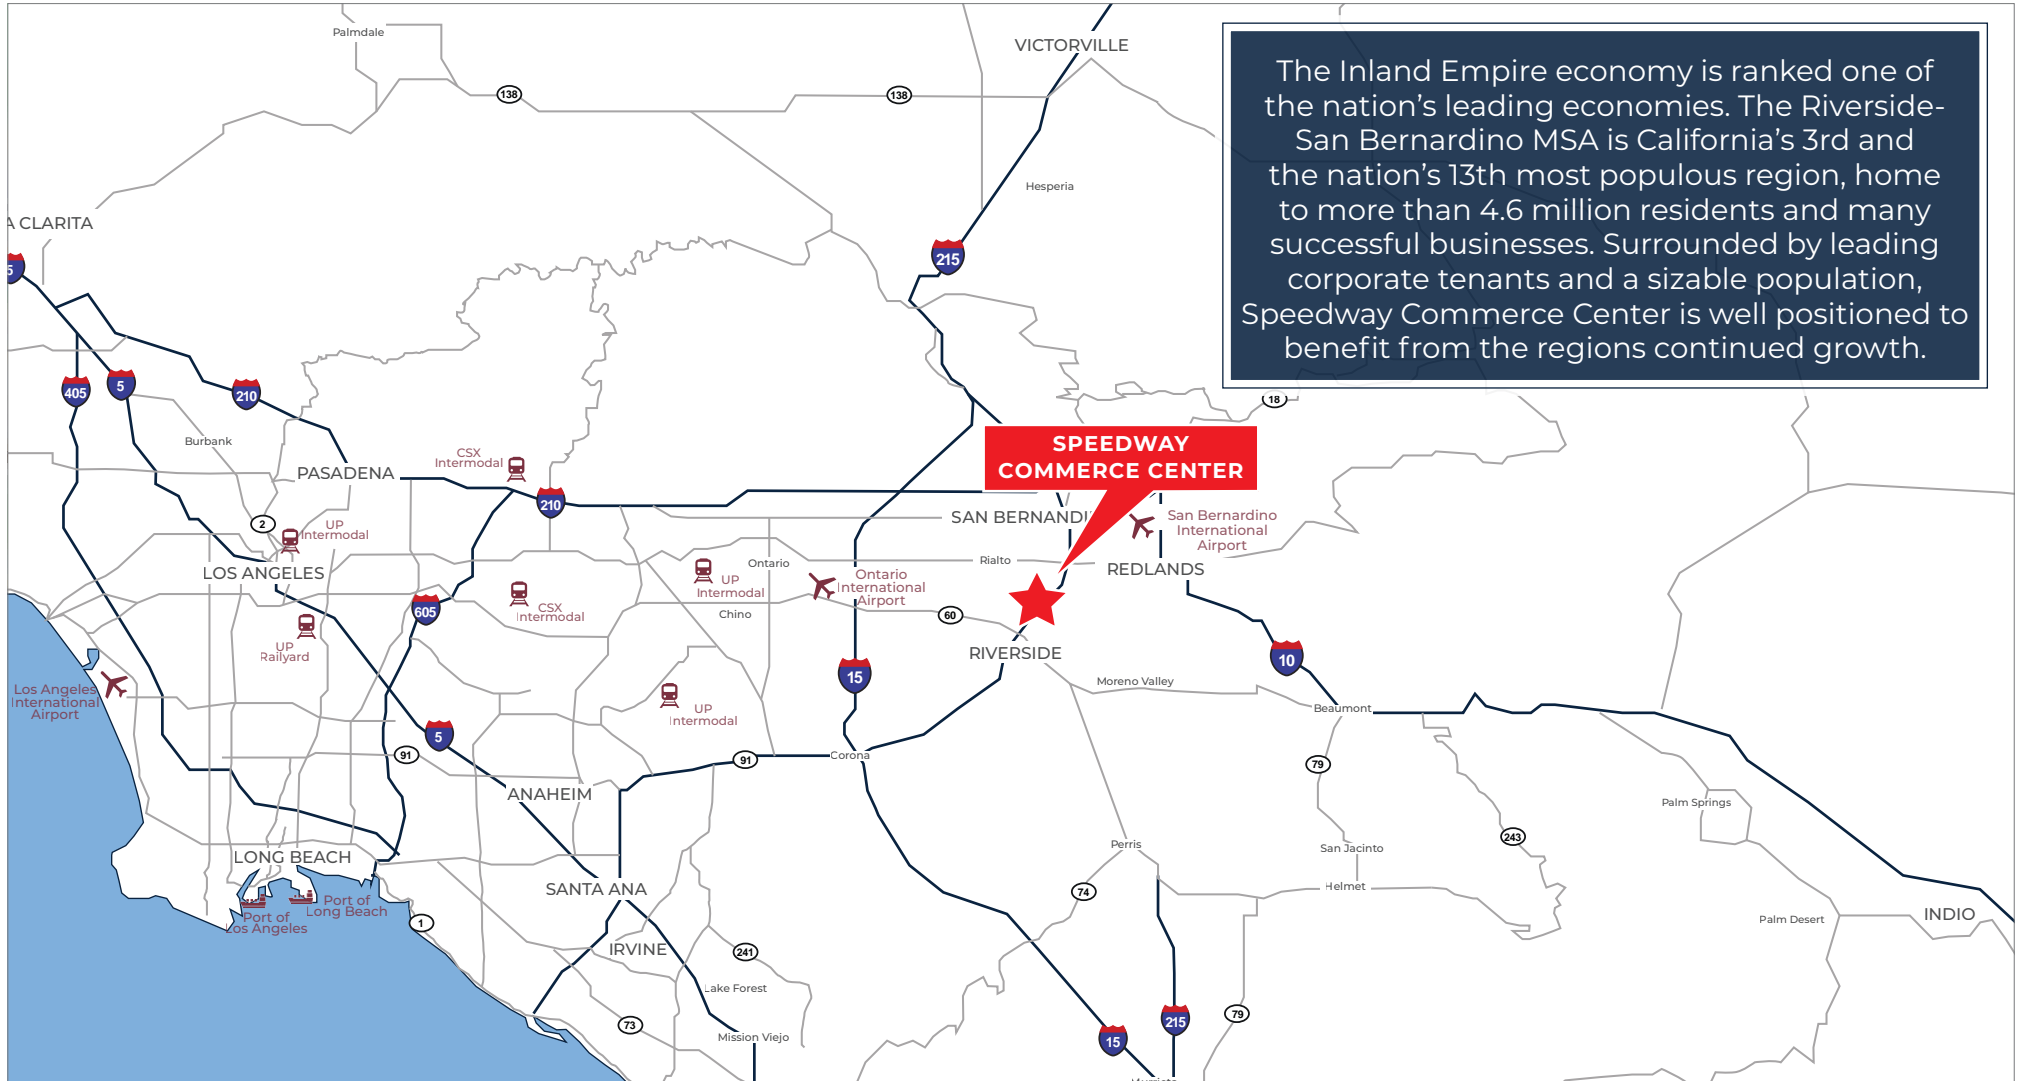 Palmdale
VICTORVILLE
The Inland Empire economy is ranked one of
the nation's leading economies. The Riverside-
San Bernardino MSA is California's 3rd and
the nation's 13th most populous region, home
to more than 4.6 million residents and many
successful businesses. Surrounded by leading
corporate tenants and a sizable population,
Speedway Commerce Center is well positioned to
benefit from the regions continued growth.
138
138
Hesperia
A CLARITA
215
5
405
5
210
18
Burbank
SPEEDWAY
COMMERCE CENTER
CSX
Intermodal
PASADENA
210
2
UP
Intermodal
SAN BERNARDI
San Bernardino
International
Airport
LOS ANGELES
Ontario
Rialto
REDLANDS
UP
Intermodal
Ontario
International
Airport
605
CSX
Intermodal
Chino
60
UP
Railyard
RIVERSIDE
10
Los Angeles
International
Airport
15
Moreno Valley
UP
Intermodal
Beaumont
5
91
91
Corona
79
ANAHEIM
Palm Springs
243
LONG BEACH
Perris
San Jacinto
SANTA ANA
74
Helmet
Port of
Long Beach
Port of
Los Angeles
1
Palm Desert
INDIO
IRVINE
241
Lake Forest
73
Mission Viejo
15
215
79